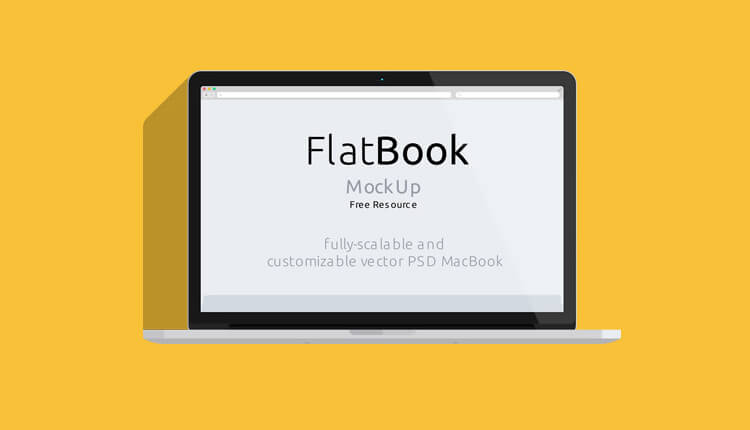 FlatBook
MockUp
Free Resource
fully-scalable and
customizable vector PSD MacBook